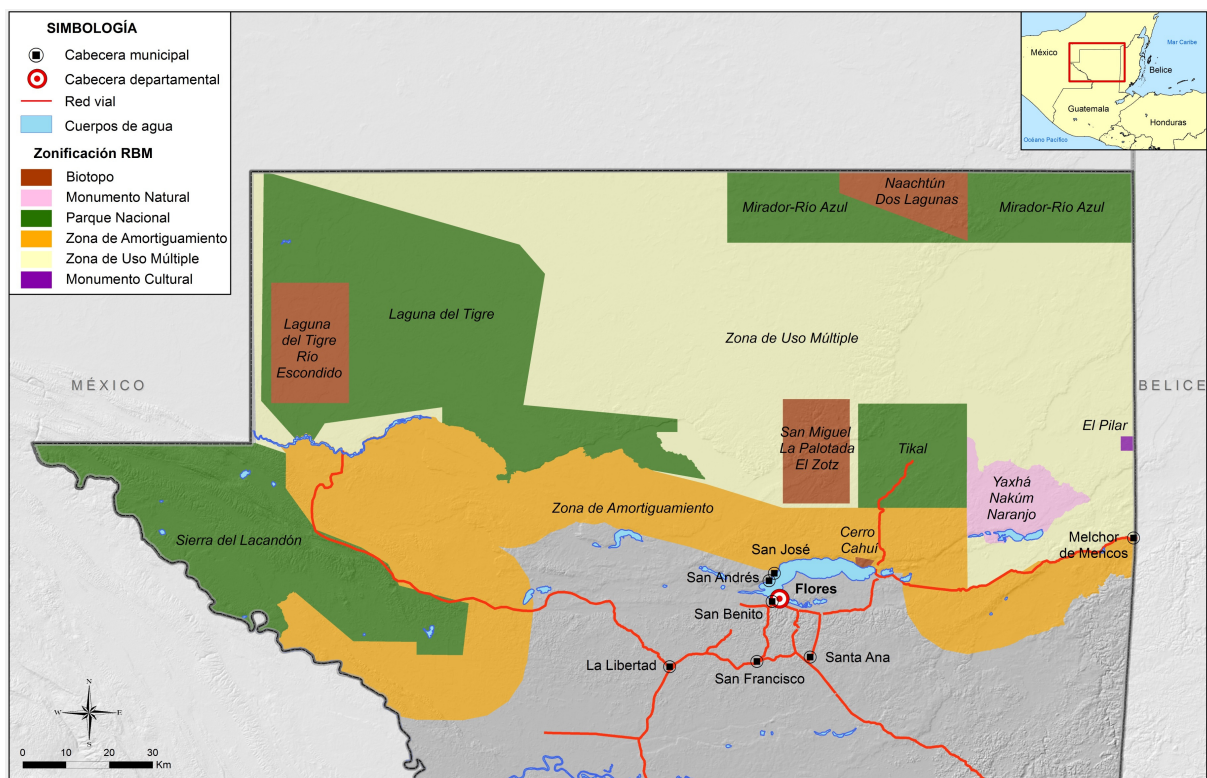 SIMBOLOGÍA
Cabecera municipal
Cabecera departamental
Red vial
Cuerpos de agua
Zonificación RBM
Biotopo
Monumento Natural
Parque Nacional
Zona de Amortiguamiento
Zona de Uso Múltiple
Monumento Cultural
México
Mar Caribe
Belice
Guatemala
Honduras
Océano Pacífico
Mirador-Rio Azul
Naachtún
Dos Lagunas
Mirador-Rio Azul
Laguna del Tigre
Laguna
del Tigre
Rio
Escondido
Zona de Uso Múltiple
MÉXICO
BELICE
El Pilar
San Miguel
La Palotada
El Zotz
Tikal
Yaxhá
Nakúm
Naranjo
Zona de Amortiguamiento
Sierra del Lacandón
Cerro
Cahuí
Melchor
de Mencos
San José
San Andrés
Flores
San Benito
La Libertad
San Francisco
Santa Ana
N
W
E
S
0 10 20 30
Km